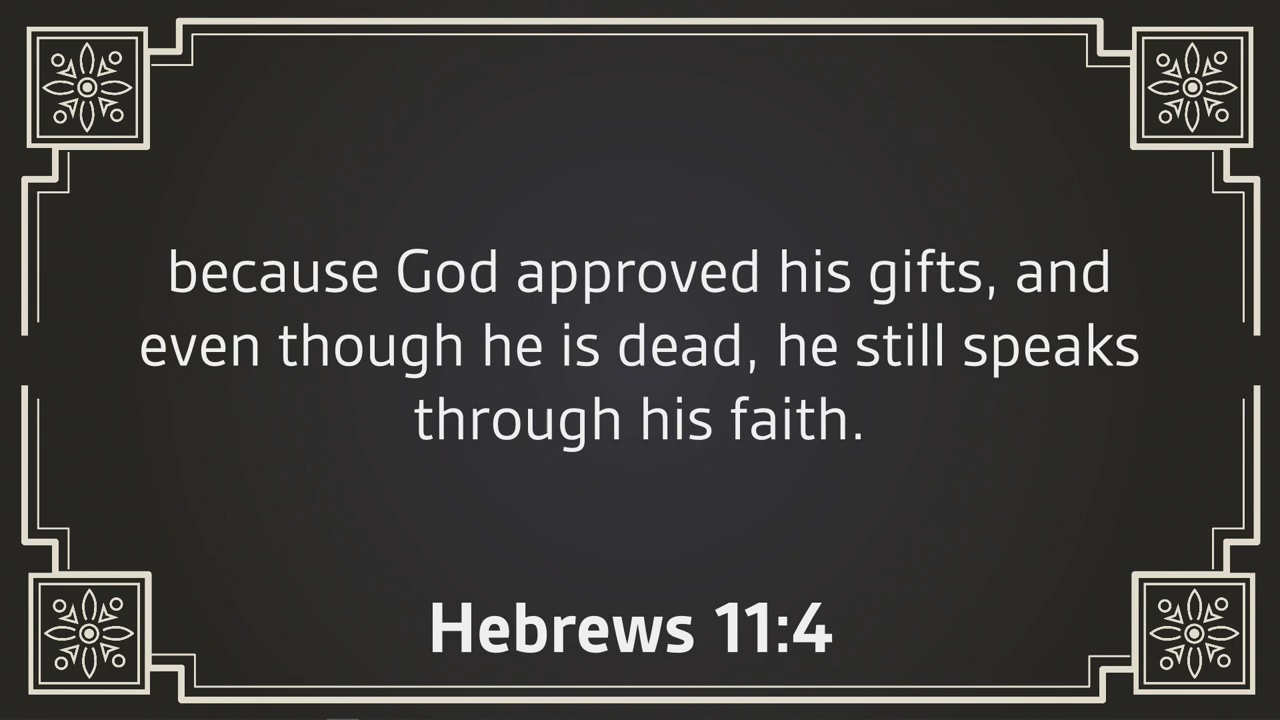 because God approved his gifts, and
even though he is dead, he still speaks
through his faith.
Hebrews 11:4